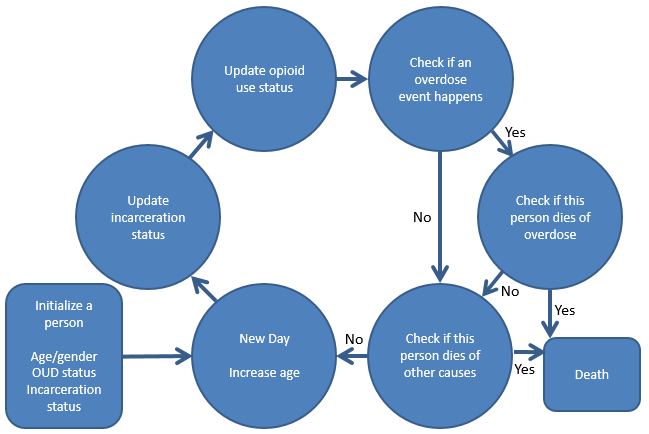 Update opioid
use status
Check if an
overdose
event happens
Yes
Update
incarceration
status
No
Check if this
person dies of
overdose
No
Yes
Initialize a
person
Age/gender
OUD status
Incarceration
status
New Day
Increase age
No
Check if this
person dies of
other causes
Yes
Death